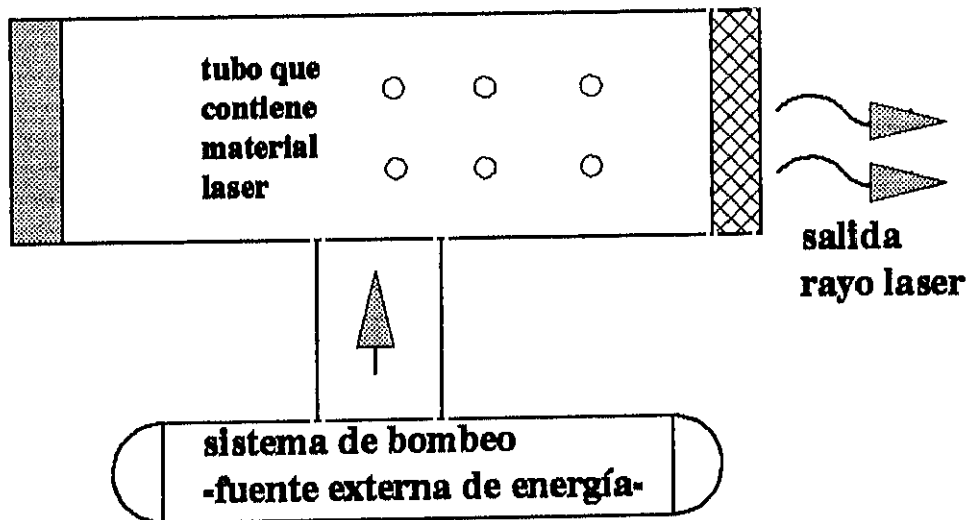 tubo que
contiene
material
laser
salida
rayo laser
sistema de bombeo
-fuente externa de energía-